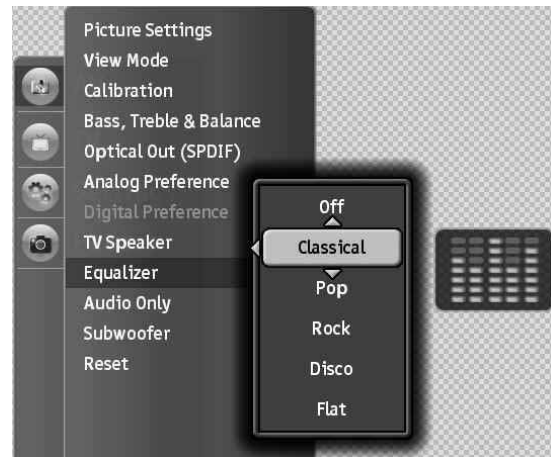 Picture Settings
View Mode
Calibration
Bass, Treble & Balance
Optical Out (SPDIF)
Analog Preference
Digital Preference
TV Speaker
Equalizer
Audio Only
Subwoofer
Reset
Off
Classical
Pop
Rock
Disco
Flat